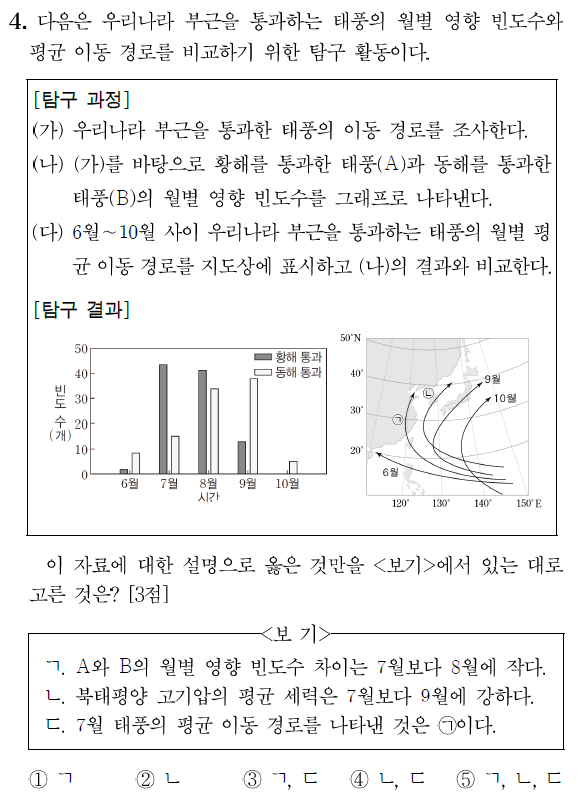 4. 다음은 우리나라 부근을 통과하는 태풍의 월별 영향 빈도수와
평균 이동 경로를 비교하기 위한 탐구 활동이다.
[탐구 과정]
(가) 우리나라 부근을 통과한 태풍의 이동 경로를 조사한다.
(나) (가)를 바탕으로 황해를 통과한 태풍(A)과 동해를 통과한
태풍(B)의 월별 영향 빈도수를 그래프로 나타낸다.
(다) 6월~10월 사이 우리나라 부근을 통과하는 태풍의 월별 평
균 이동 경로를 지도상에 표시하고 (나)의 결과와 비교한다.
[탐구 결과]
빈도수(개)
50
40
30
20
10
0
황해 통과
동해 통과
6월 7월 8월 9월 10월
시간
50°N
40°
30°
20°
㉠
㉡
9월
10월
6월
120° 130° 140° 150°E
이 자료에 대한 설명으로 옳은 것만을 <보기>에서 있는 대로
고른 것은? [3점]
<보 기>
ㄱ. A와 B의 월별 영향 빈도수 차이는 7월보다 8월에 작다.
ㄴ. 북태평양 고기압의 평균 세력은 7월보다 9월에 강하다.
ㄷ. 7월 태풍의 평균 이동 경로를 나타낸 것은 ㉠이다.
① ㄱ ② ㄴ ③ ㄱ, ㄷ ④ ㄴ, ㄷ ⑤ ㄱ, ㄴ, ㄷ